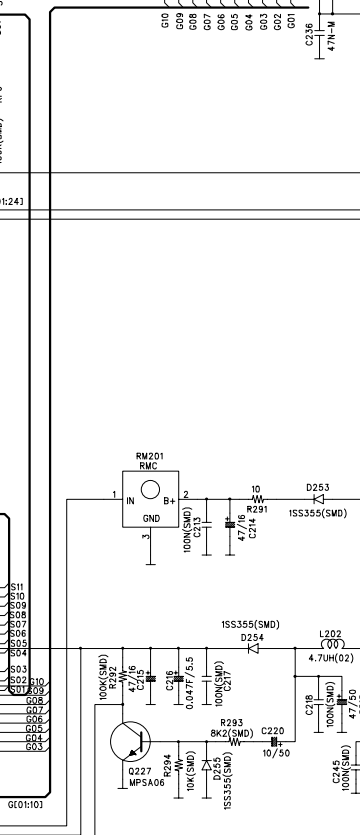 G10
G09
G08
G07
G06
G05
G04
G03
G02
G01
C236
47N-M
01:24]
RM201
RMC
1
IN
B+
2
GND
3
100N(SMD)
C213
47/16
C214
10
R291
D253
1SS355(SMD)
S11
S10
S09
S08
S07
S06
S05
S04
S03
S02
S01
G10
G09
G08
G07
G06
G05
G04
G03
G[01:10]
100K(SMD)
R292
47/16
C215
C216
0.047F/5.5
100N(SMD)
C217
1SS355(SMD)
D254
L202
4.7UH(02)
C218
100N(SMD)
47/50
Q227
MPSA06
R294
10K(SMD)
D255
1SS355(SMD)
R293
8K2(SMD)
C220
10/50
C245
100N(SMD)